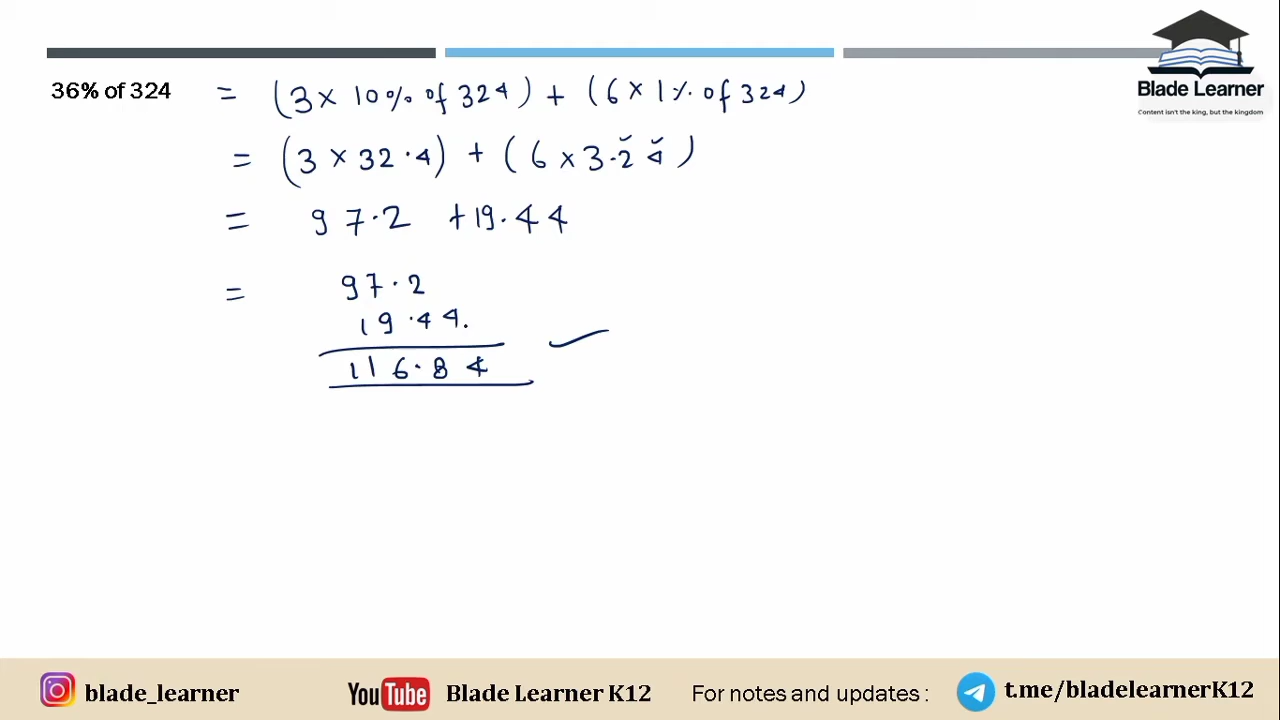 Blade Learner
Content isn't the king, but the kingdom
36% of 324 = (3 × 10% of 324) + (6 × 1% of 324)
= (3 × 32.4) + (6 × 3.24)
= 97.2 + 19.44
= 97.2
19.44.
116.84
blade_learner YouTube Blade Learner K12 For notes and updates : t.me/bladelearnerK12